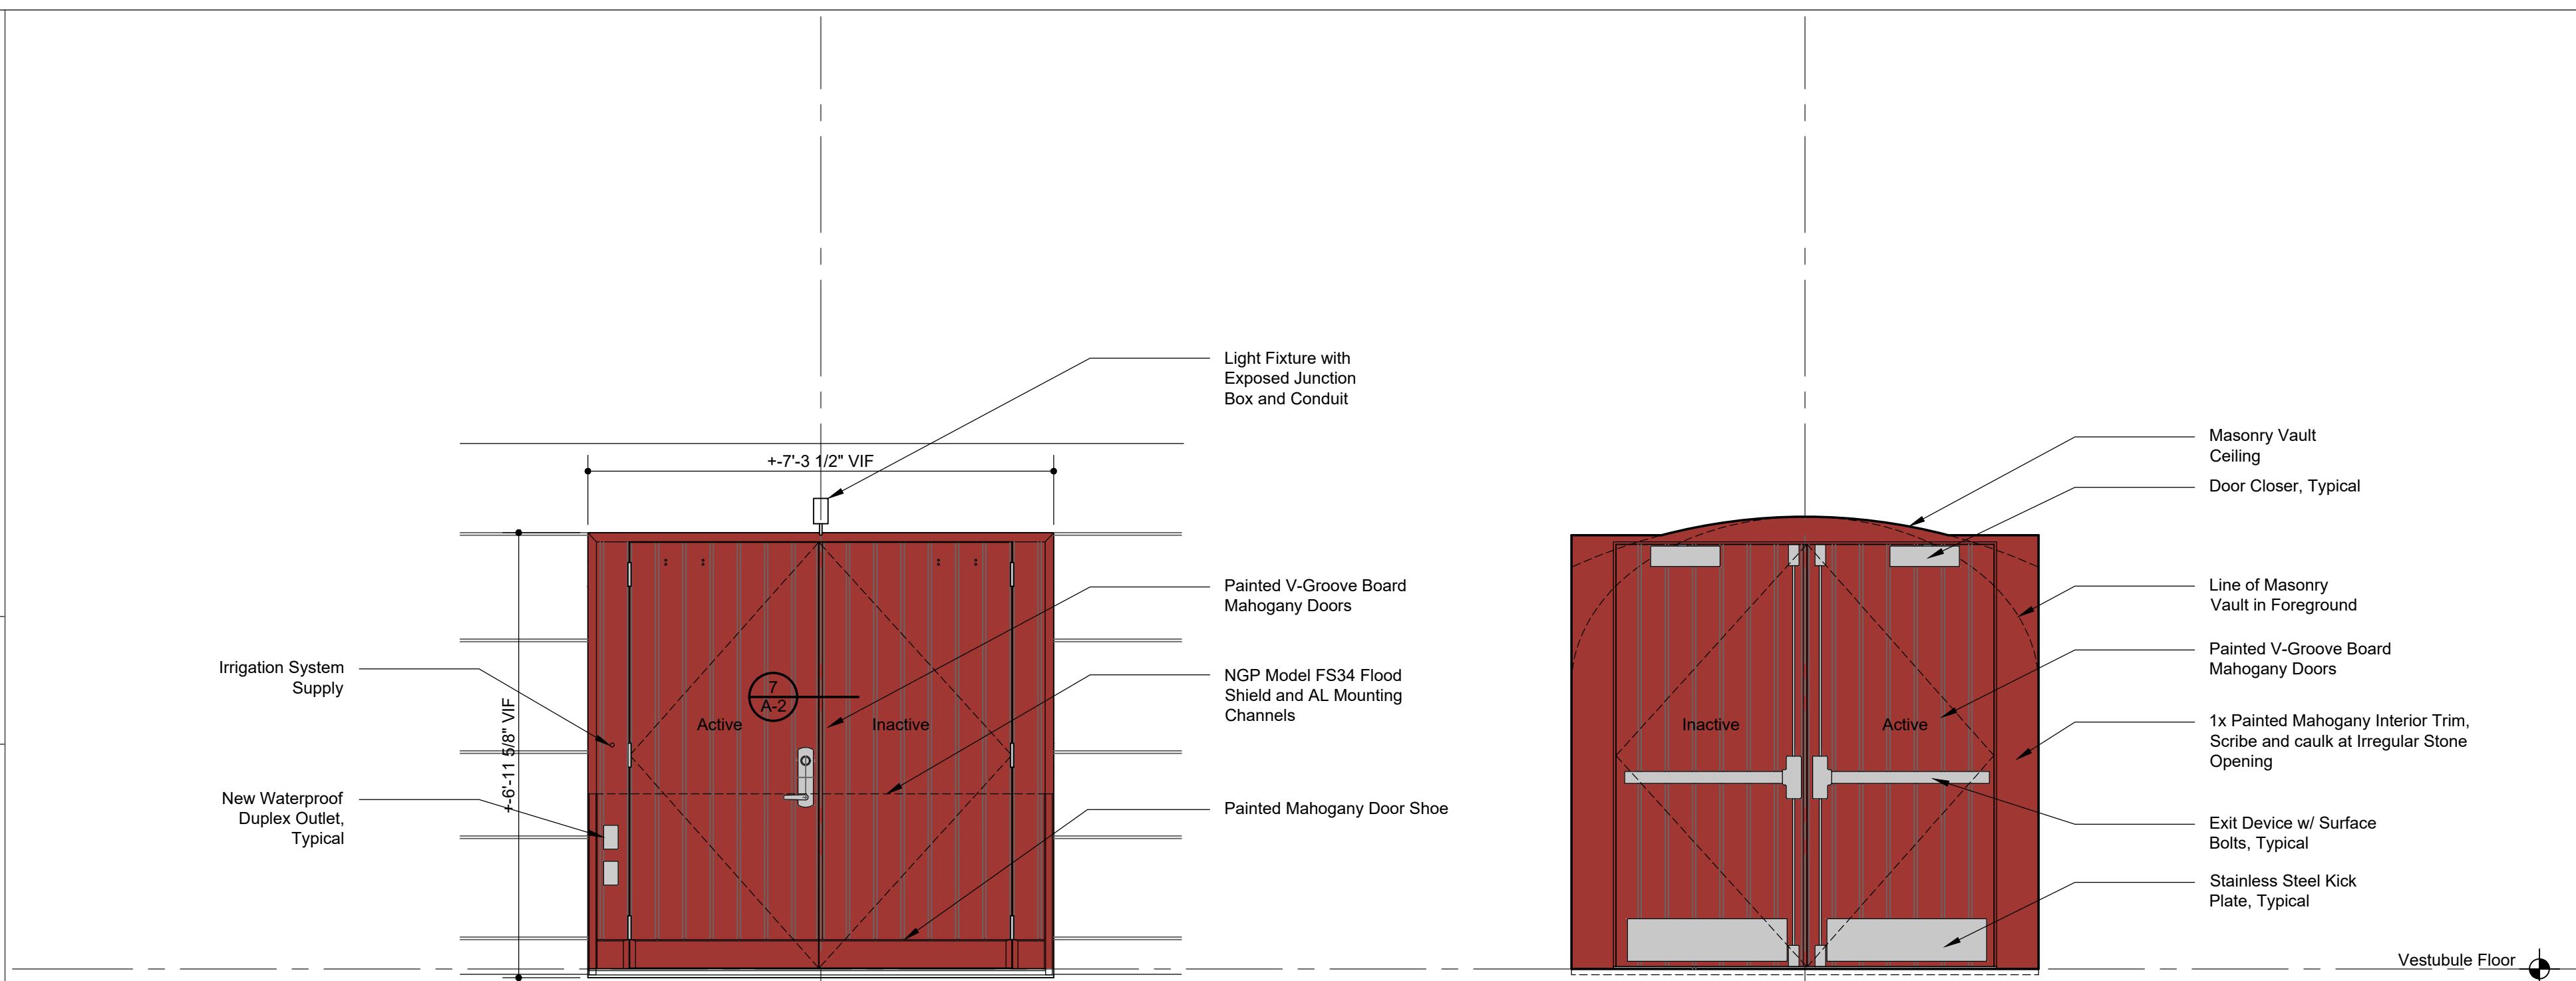 Light Fixture with
Exposed Junction
Box and Conduit
+-7'-3 1/2" VIF
+-6'-11 5/8" VIF
Irrigation System
Supply
New Waterproof
Duplex Outlet,
Typical
7
A-2
Active
Inactive
Painted V-Groove Board
Mahogany Doors
NGP Model FS34 Flood
Shield and AL Mounting
Channels
Painted Mahogany Door Shoe
Inactive
Active
Masonry Vault
Ceiling
Door Closer, Typical
Line of Masonry
Vault in Foreground
Painted V-Groove Board
Mahogany Doors
1x Painted Mahogany Interior Trim,
Scribe and caulk at Irregular Stone
Opening
Exit Device w/ Surface
Bolts, Typical
Stainless Steel Kick
Plate, Typical
Vestubule Floor